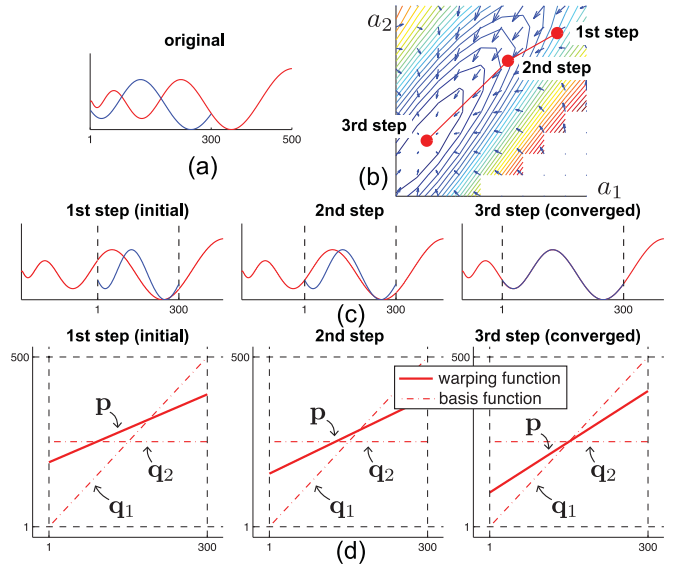 original
1
300
500
(a)
a2
1st step
2nd step
3rd step
(b)
a1
1st step (initial)
2nd step
3rd step (converged)
1
300
1
300
1
300
(c)
1st step (initial)
2nd step
3rd step (converged)
500
500
500
warping function
basis function
p
p
p
q2
q2
q2
q1
q1
q1
1
1
1
1
300
1
300
1
300
(d)